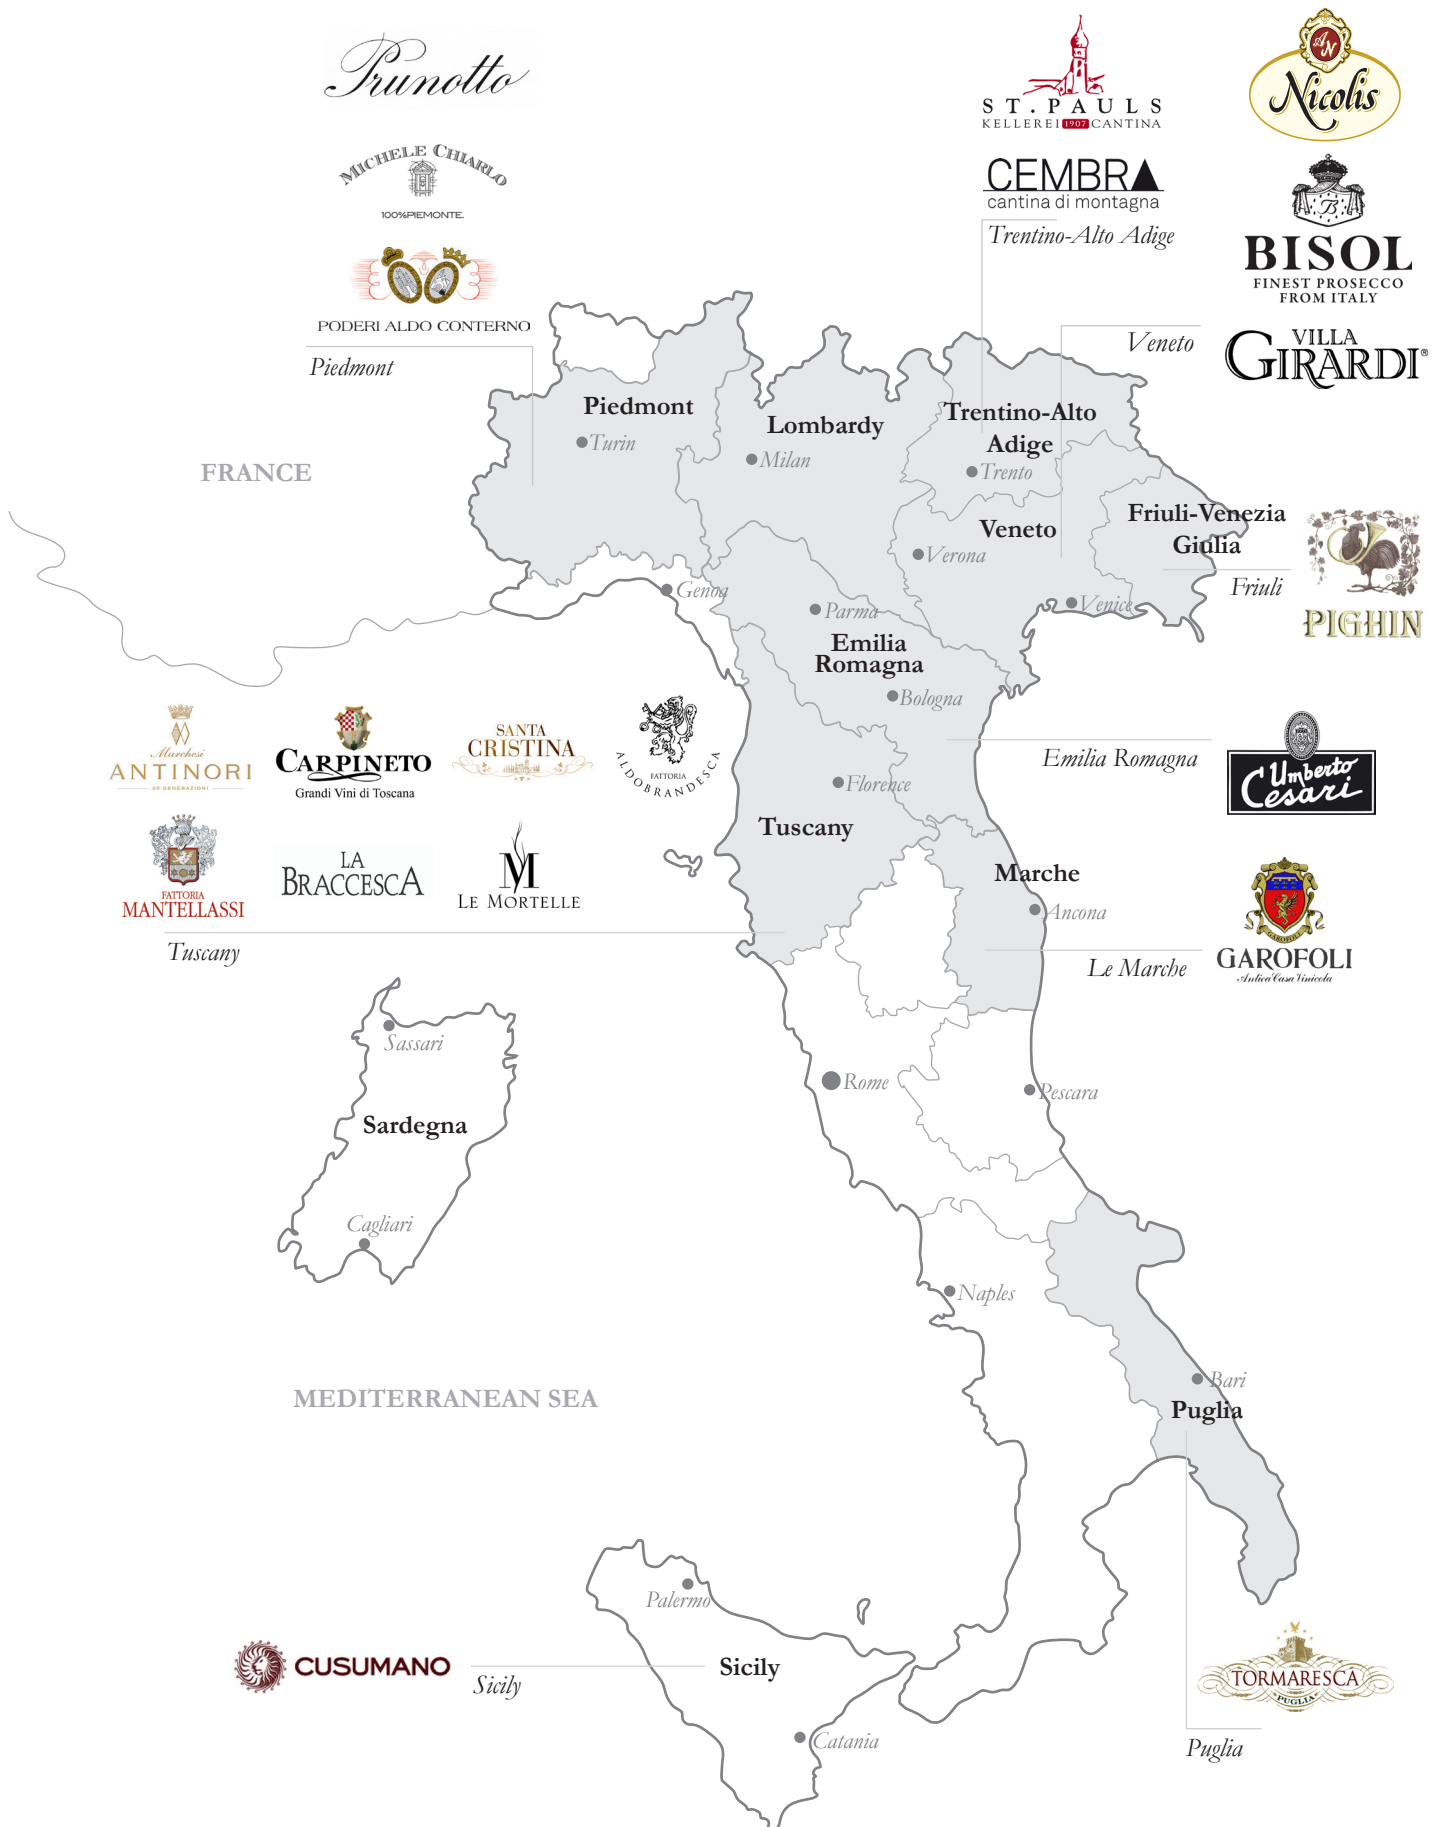 Prunotto
MICHELE CHIARLO
100%PIEMONTE.
PODERI ALDO CONTERNO
Piedmont
ST. PAULS
KELLEREI 1907 CANTINA
CEMBRA
cantina di montagna
Trentino-Alto Adige
AN
Nicolis
B
BISOL
FINEST PROSECCO
FROM ITALY
Veneto
VILLA
GIRARDI®
Piedmont
Turin
Lombardy
Milan
Trentino-Alto
Adige
Trento
FRANCE
Veneto
Verona
Venice
Friuli-Venezia
Giulia
Friuli
PIGHIN
Genoa
Parma
Emilia
Romagna
Bologna
Marchesi
ANTINORI
26 GENERAZIONI
CARPINETO
Grandi Vini di Toscana
SANTA
CRISTINA
FATTORIA
ALDOBRANDESCA
Emilia Romagna
Umberto
Cesari
Florence
Tuscany
FATTORIA
MANTELLASSI
LA
BRACCESCA
M
LE MORTELLE
Tuscany
Marche
Ancona
Le Marche
GAROFOLI
GAROFOLI
Antica Casa Vinicola
Sassari
Sardegna
Cagliari
Rome
Pescara
Naples
MEDITERRANEAN SEA
Bari
Puglia
Palermo
CUSUMANO
Sicily
Sicily
Catania
TORMARESCA
PUGLIA
Puglia